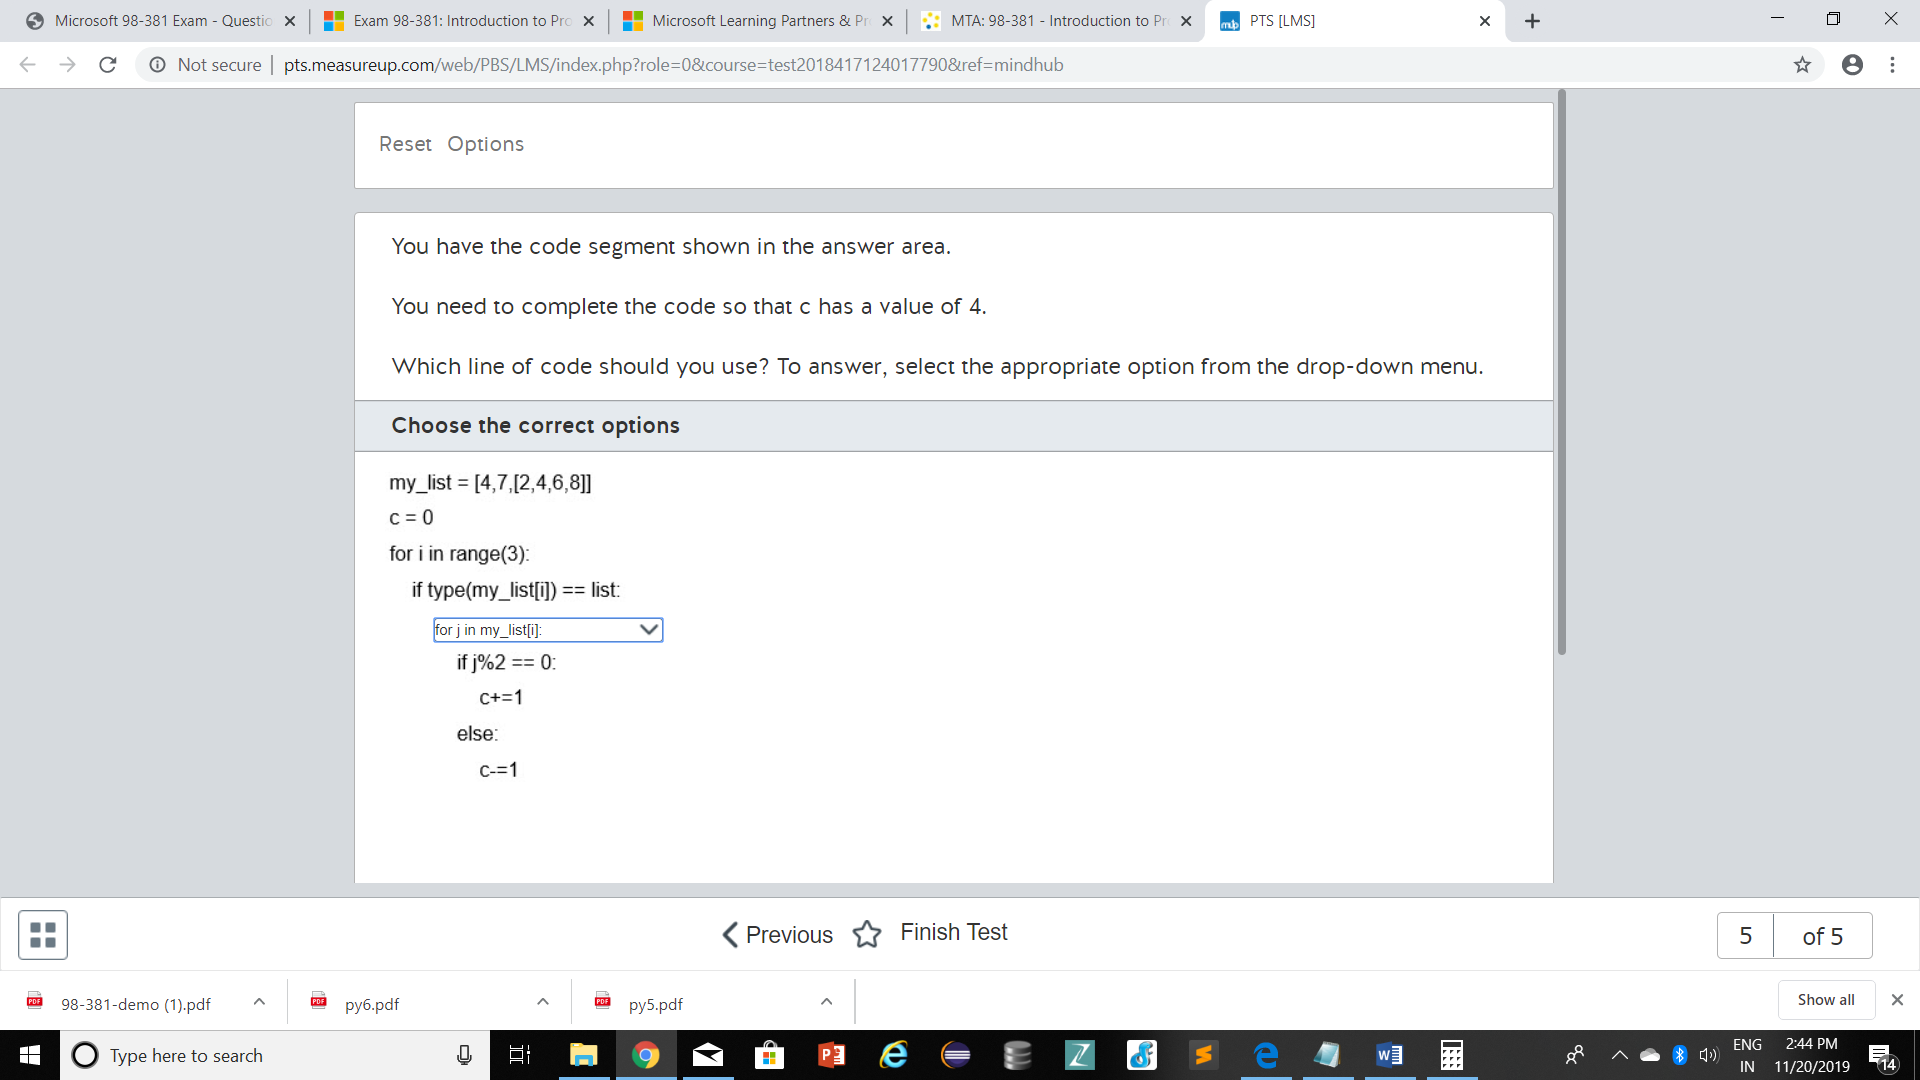 Microsoft 98-381 Exam - Questio
Exam 98-381: Introduction to Pro
Microsoft Learning Partners & Pr
MTA: 98-381 - Introduction to Pr
PTS [LMS]
Not secure | pts.measureup.com/web/PBS/LMS/index.php?role=0&course=test2018417124017790&ref=mindhub
Reset Options
You have the code segment shown in the answer area.
You need to complete the code so that c has a value of 4.
Which line of code should you use? To answer, select the appropriate option from the drop-down menu.
Choose the correct options
my_list = [4,7,[2,4,6,8]]
c = 0
for i in range(3):
if type(my_list[i]) == list:
for j in my_list[i]:
if j%2 == 0:
c+=1
else:
c-=1
Previous
Finish Test
5 of 5
98-381-demo (1).pdf
py6.pdf
py5.pdf
Show all
Type here to search
ENG
IN
2:44 PM
11/20/2019
14